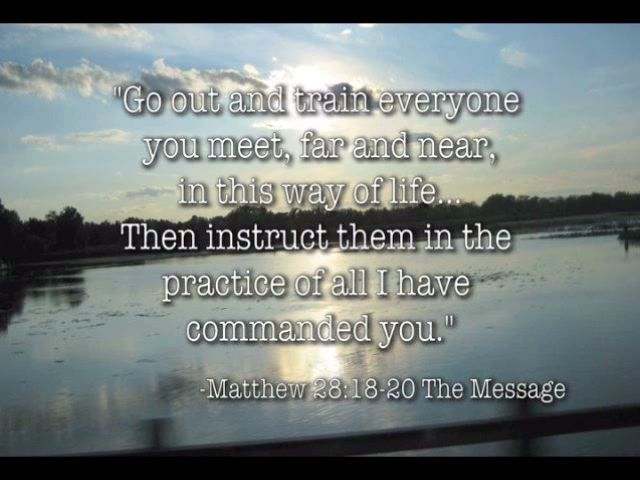 "Go out and train everyone
you meet, far and near,
in this way of life...
Then instruct them in the
practice of all I have
commanded you."
-Matthew 28:18-20 The Message